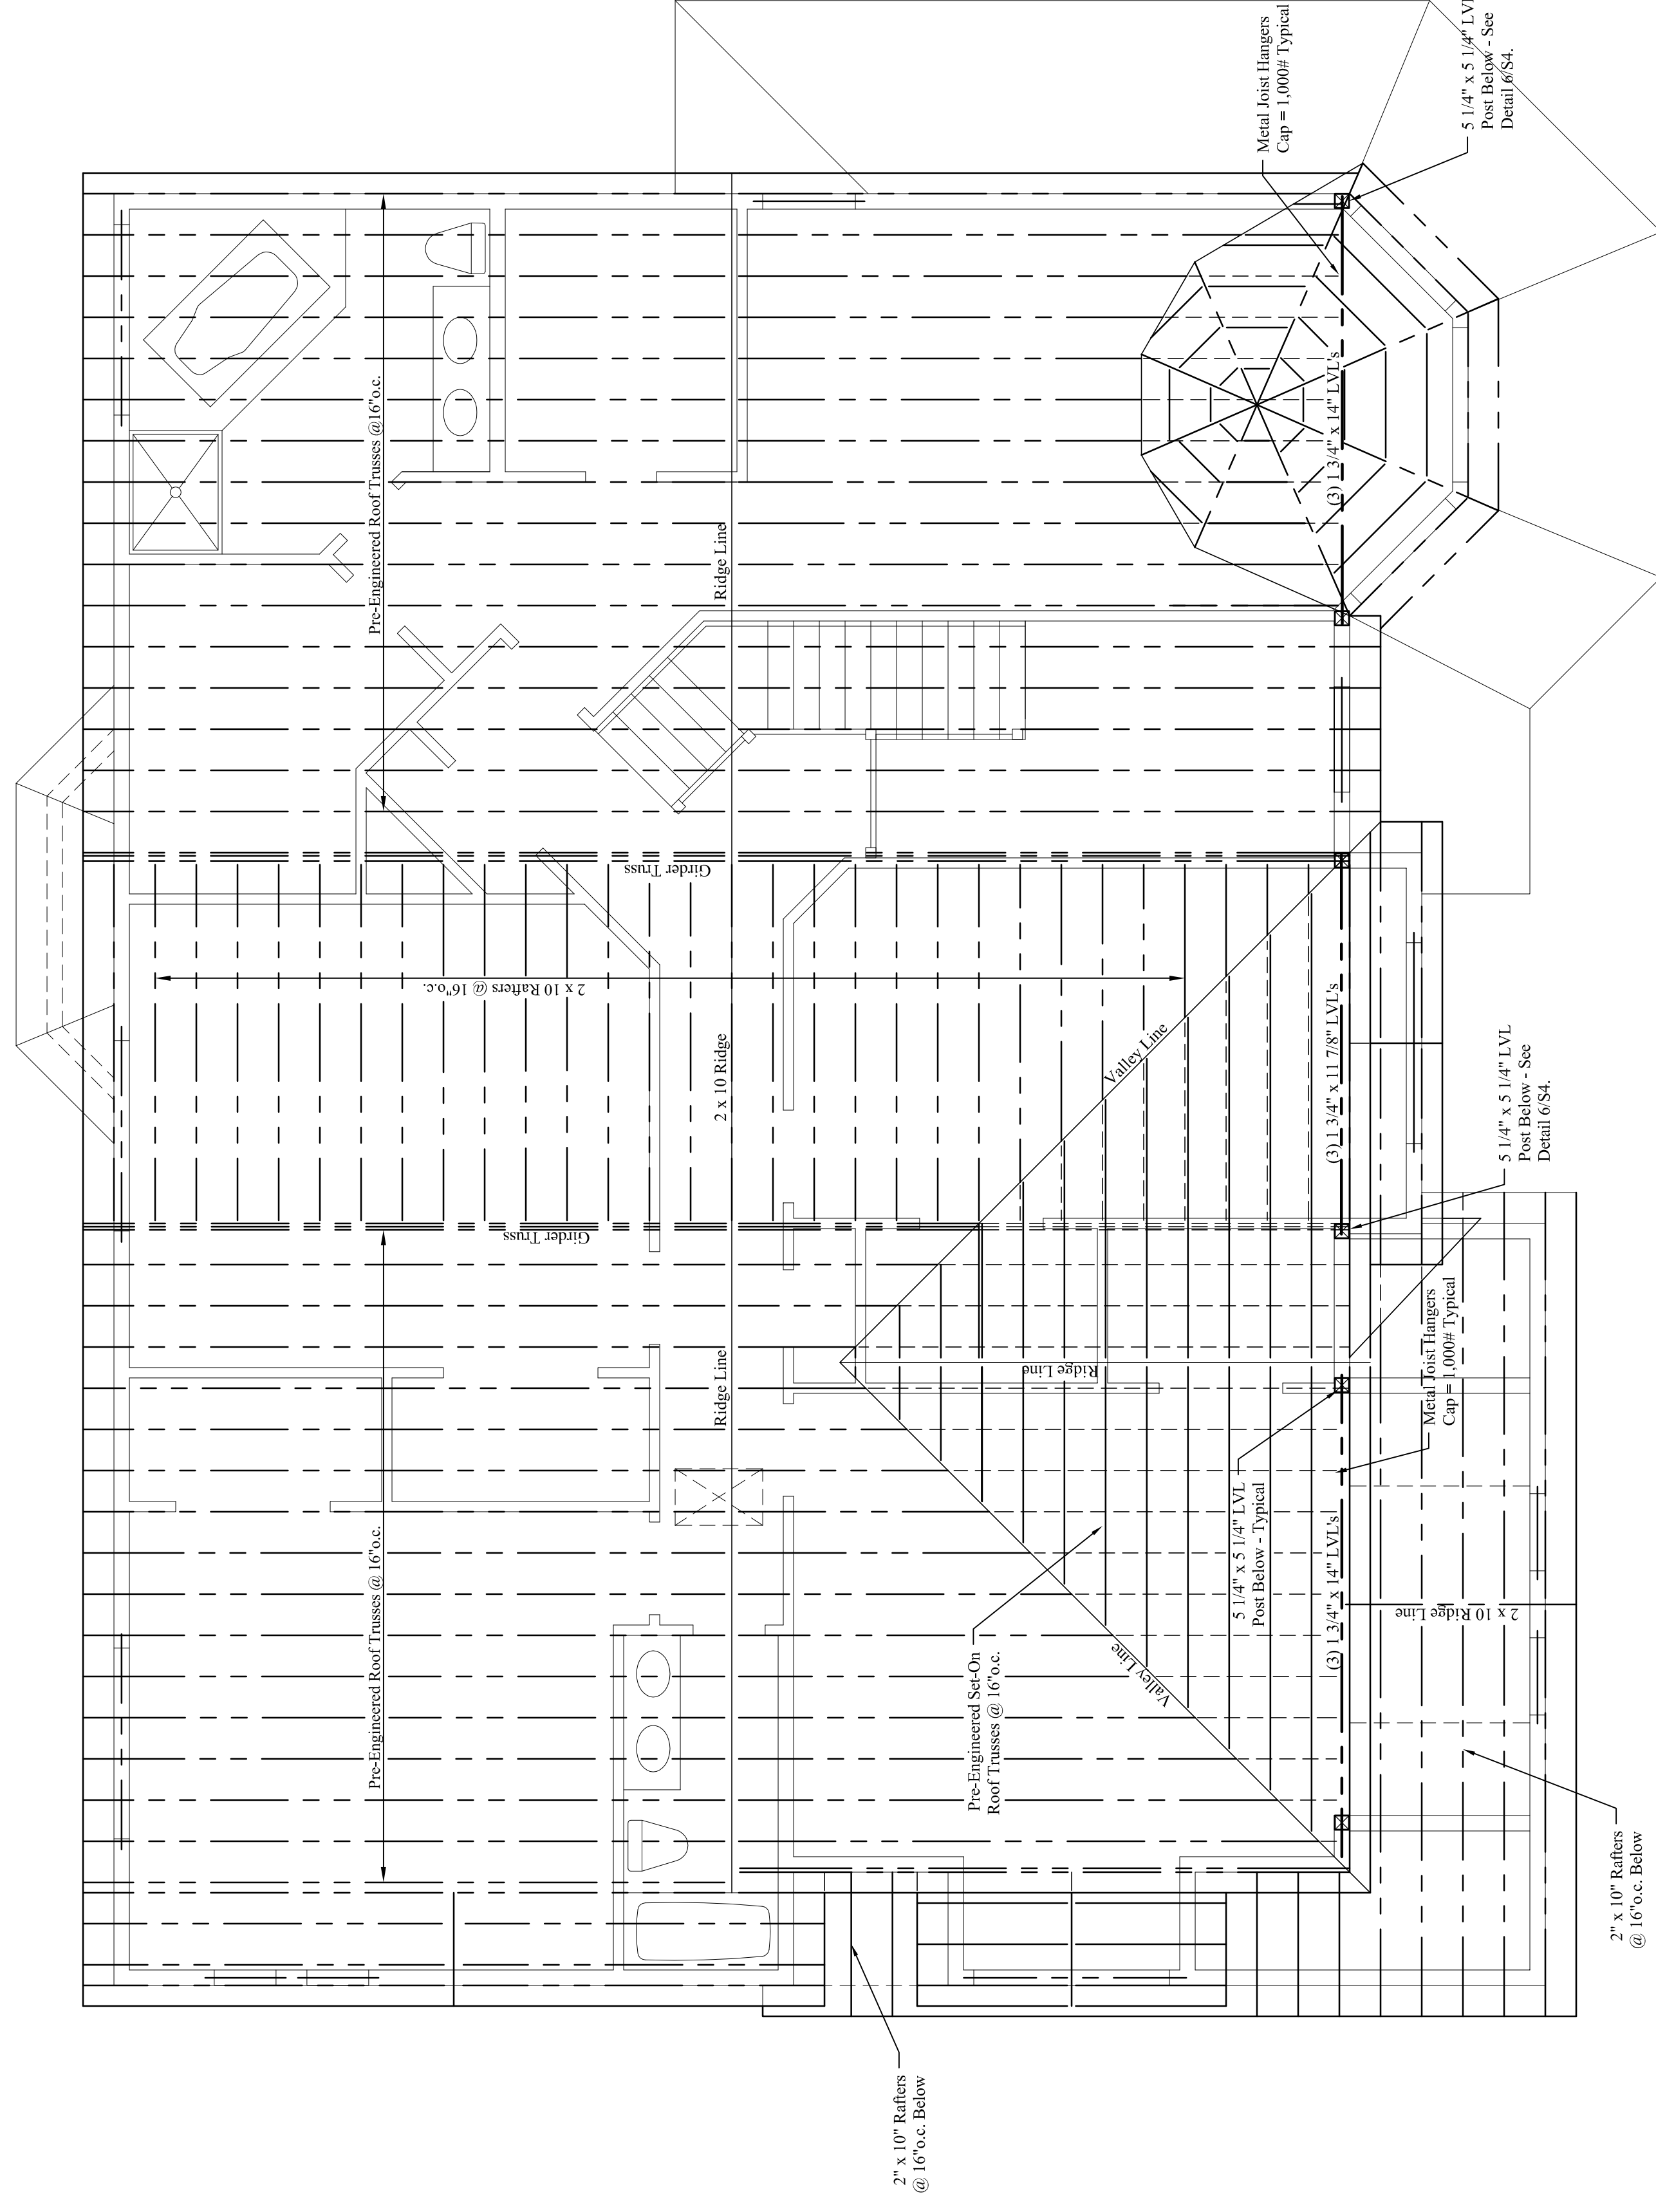 Metal Joist Hangers
Cap = 1,000# Typical
5 1/4" x 5 1/4" LVL
Post Below - See
Detail 6/S4.
Pre-Engineered Roof Trusses @16"o.c.
Ridge Line
(3) 1 3/4" x 14" LVL's
Girder Truss
2 x 10 Rafters @ 16"o.c.
2 x 10 Ridge
Valley Line
(3) 1 3/4" x 11 7/8" LVL's
5 1/4" x 5 1/4" LVL
Post Below - See
Detail 6/S4.
Girder Truss
Ridge Line
Ridge Line
Metal Joist Hangers
Cap = 1,000# Typical
Pre-Engineered Roof Trusses @ 16"o.c.
5 1/4" x 5 1/4" LVL
Post Below - Typical
(3) 1 3/4" x 14" LVL's
2 x 10 Ridge Line
Valley Line
Pre-Engineered Set-On
Roof Trusses @ 16"o.c.
2" x 10" Rafters
@ 16"o.c. Below
2" x 10" Rafters
@ 16"o.c. Below